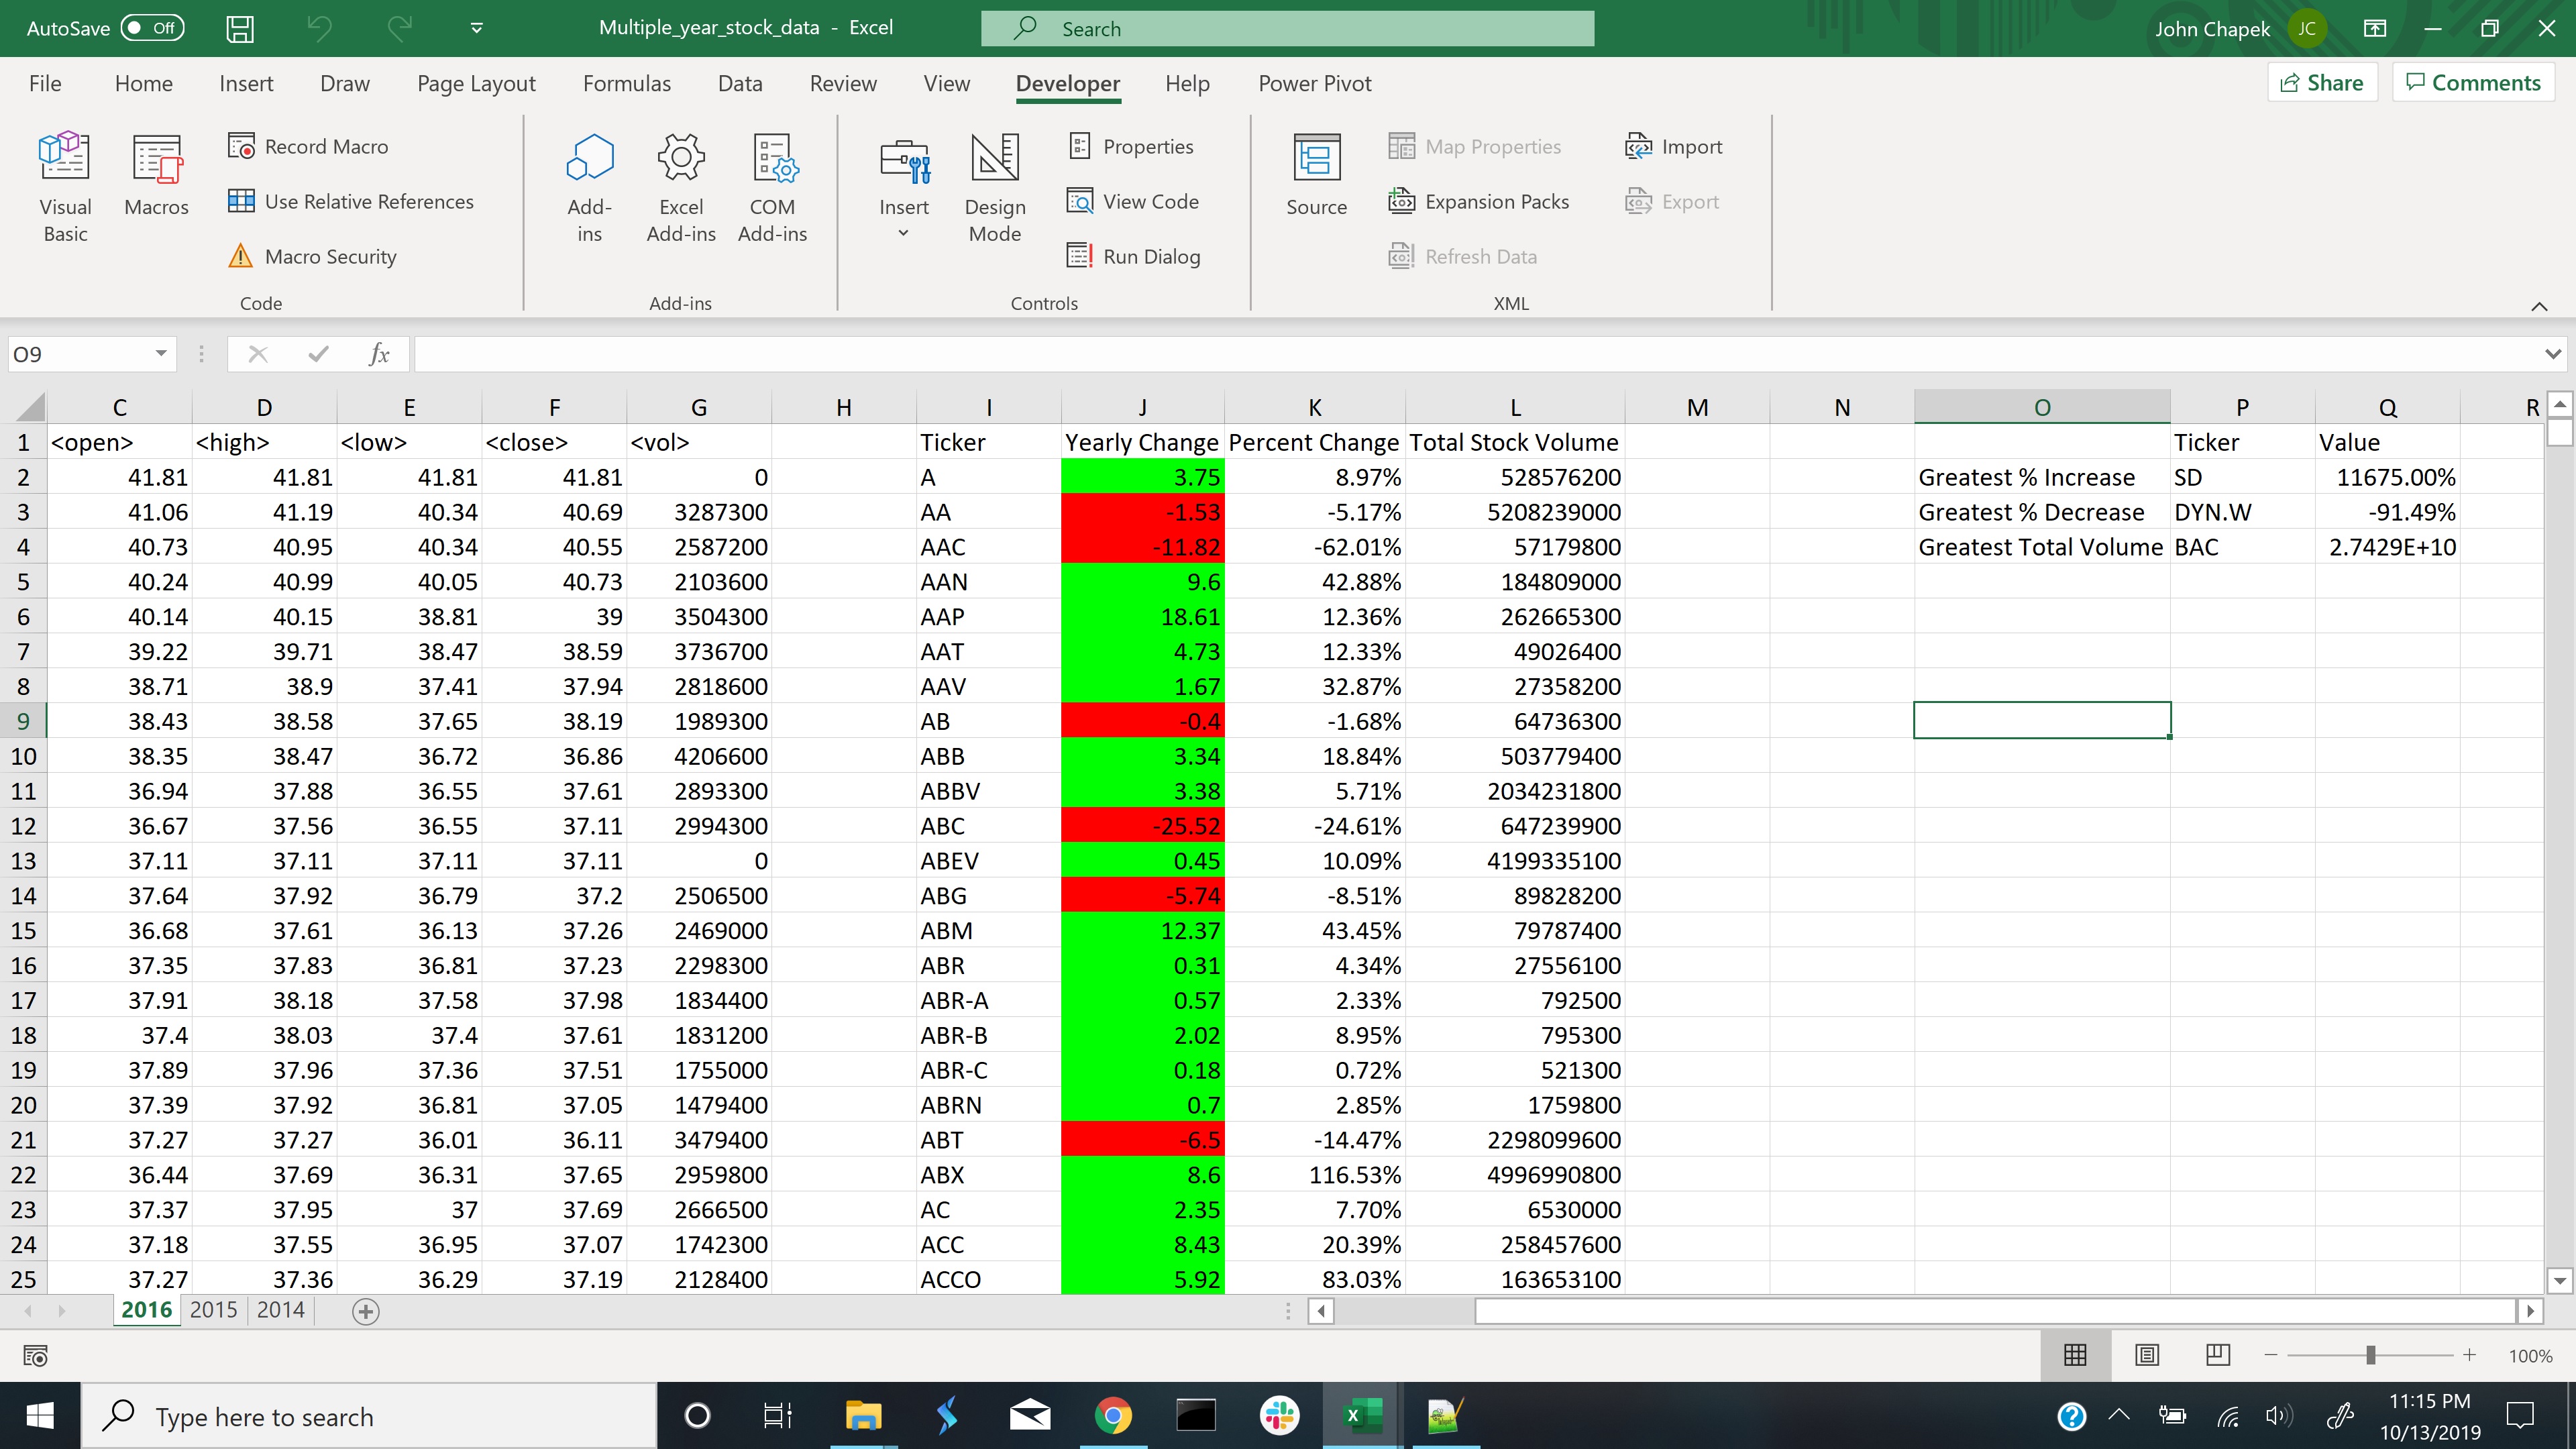 AutoSave Off Multiple_year_stock_data - Excel Search John Chapek JC
File Home Insert Draw Page Layout Formulas Data Review View Developer Help Power Pivot Share Comments
Visual Basic
Macros
Record Macro
Use Relative References
Macro Security
Code
Add-ins
Excel Add-ins
COM Add-ins
Add-ins
Insert
Design Mode
Properties
View Code
Run Dialog
Controls
Source
Map Properties
Expansion Packs
Refresh Data
Import
Export
XML
O9 fx
C D E F G H I J K L M N O P Q R
1 <open> <high> <low> <close> <vol> Ticker Yearly Change Percent Change Total Stock Volume Ticker Value
2 41.81 41.81 41.81 41.81 0 A 3.75 8.97% 528576200 Greatest % Increase SD 11675.00%
3 41.06 41.19 40.34 40.69 3287300 AA -1.53 -5.17% 5208239000 Greatest % Decrease DYN.W -91.49%
4 40.73 40.95 40.34 40.55 2587200 AAC -11.82 -62.01% 57179800 Greatest Total Volume BAC 2.7429E+10
5 40.24 40.99 40.05 40.73 2103600 AAN 9.6 42.88% 184809000
6 40.14 40.15 38.81 39 3504300 AAP 18.61 12.36% 262665300
7 39.22 39.71 38.47 38.59 3736700 AAT 4.73 12.33% 49026400
8 38.71 38.9 37.41 37.94 2818600 AAV 1.67 32.87% 27358200
9 38.43 38.58 37.65 38.19 1989300 AB -0.4 -1.68% 64736300
10 38.35 38.47 36.72 36.86 4206600 ABB 3.34 18.84% 503779400
11 36.94 37.88 36.55 37.61 2893300 ABBV 3.38 5.71% 2034231800
12 36.67 37.56 36.55 37.11 2994300 ABC -25.52 -24.61% 647239900
13 37.11 37.11 37.11 37.11 0 ABEV 0.45 10.09% 4199335100
14 37.64 37.92 36.79 37.2 2506500 ABG -5.74 -8.51% 89828200
15 36.68 37.61 36.13 37.26 2469000 ABM 12.37 43.45% 79787400
16 37.35 37.83 36.81 37.23 2298300 ABR 0.31 4.34% 27556100
17 37.91 38.18 37.58 37.98 1834400 ABR-A 0.57 2.33% 792500
18 37.4 38.03 37.4 37.61 1831200 ABR-B 2.02 8.95% 795300
19 37.89 37.96 37.36 37.51 1755000 ABR-C 0.18 0.72% 521300
20 37.39 37.92 36.81 37.05 1479400 ABRN 0.7 2.85% 1759800
21 37.27 37.27 36.01 36.11 3479400 ABT -6.5 -14.47% 2298099600
22 36.44 37.69 36.31 37.65 2959800 ABX 8.6 116.53% 4996990800
23 37.37 37.95 37 37.69 2666500 AC 2.35 7.70% 6530000
24 37.18 37.55 36.95 37.07 1742300 ACC 8.43 20.39% 258457600
25 37.27 37.36 36.29 37.19 2128400 ACCO 5.92 83.03% 163653100
2016 2015 2014
100%
Type here to search
11:15 PM
10/13/2019